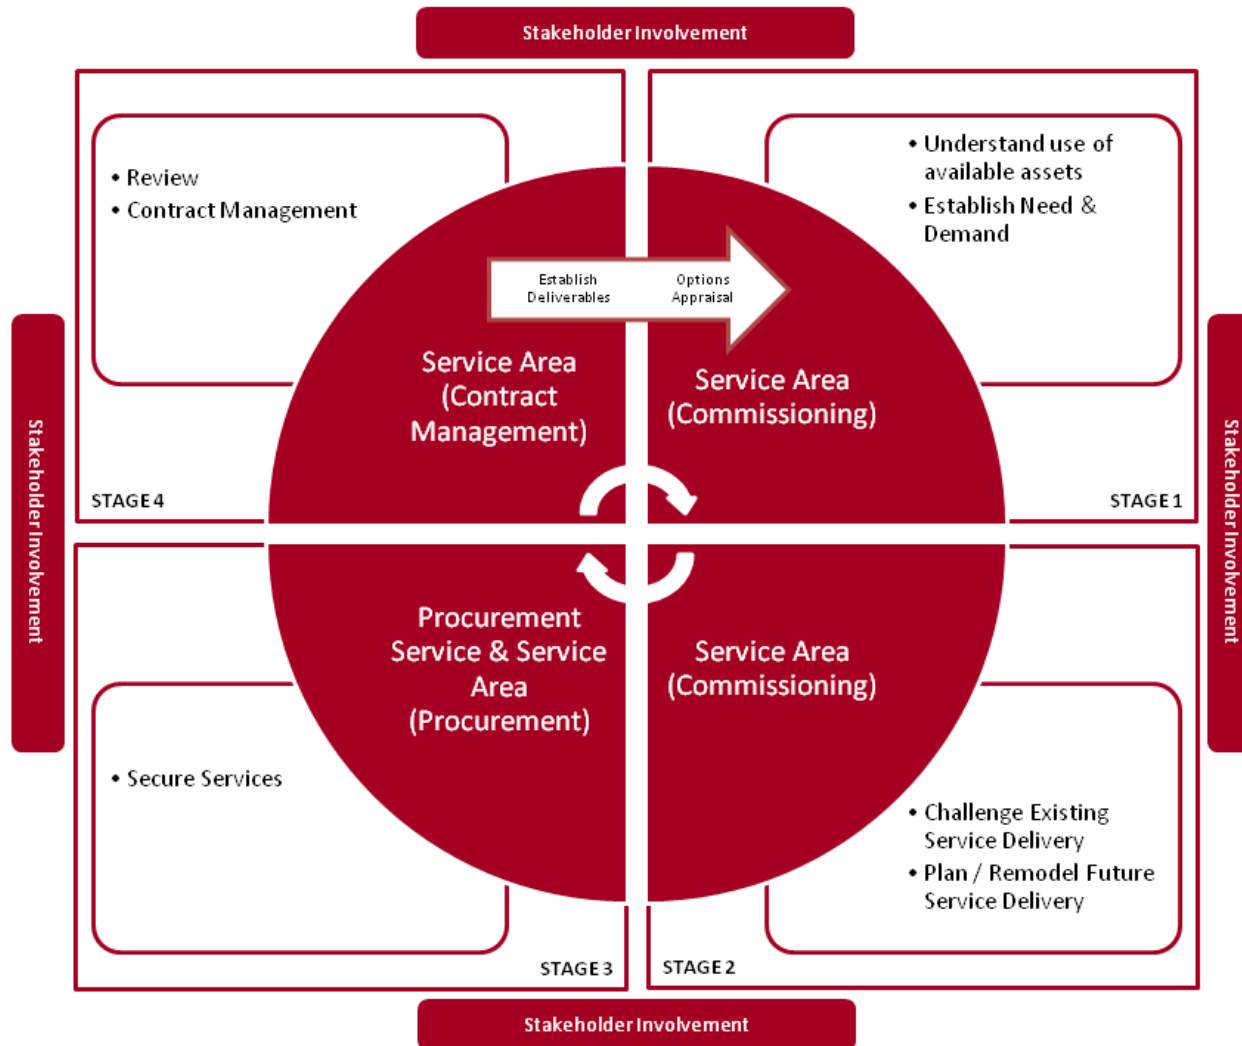 Stakeholder Involvement
• Review
• Contract Management
• Understand use of
available assets
• Establish Need &
Demand
Establish
Deliverables
Options
Appraisal
Service Area
(Contract
Management)
Service Area
(Commissioning)
STAGE 4
STAGE 1
Stakeholder Involvement
Stakeholder Involvement
Procurement
Service & Service
Area
(Procurement)
Service Area
(Commissioning)
• Secure Services
• Challenge Existing
Service Delivery
• Plan / Remodel Future
Service Delivery
STAGE 3
STAGE 2
Stakeholder Involvement